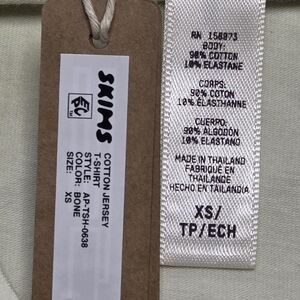 SKIMS
COTTON JERSEY
T-SHIRT
STYLE: AP-TSH-0638
COLOR: BONE
SIZE: XS
RN 158073
BODY:
90% COTTON
10% ELASTANE
CORPS:
90% COTON
10% ÉLASTHANNE
CUERPO:
90% ALGODÓN
10% ELASTANO
MADE IN THAILAND
FABRIQUÉ EN
THAILANDE
HECHO EN TAILANDIA
XS/
TP/ECH